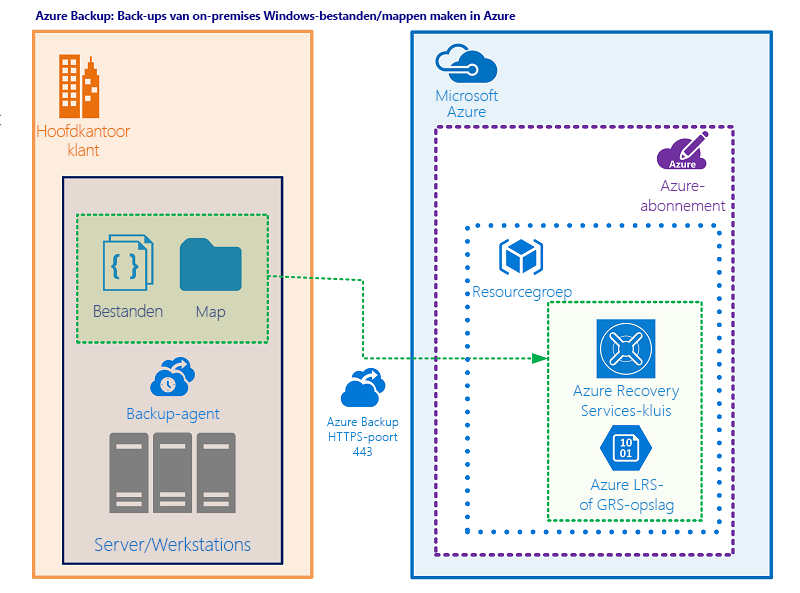 Azure Backup: Back-ups van on-premises Windows-bestanden/mappen maken in Azure
Hoofdkantoor
klant
Bestanden
Map
Backup-agent
Server/Werkstations
Azure Backup
HTTPS-poort
443
Microsoft
Azure
Azure
Azure-
abonnement
Resourcegroep
Azure Recovery
Services-kluis
10
01
Azure LRS-
of GRS-opslag